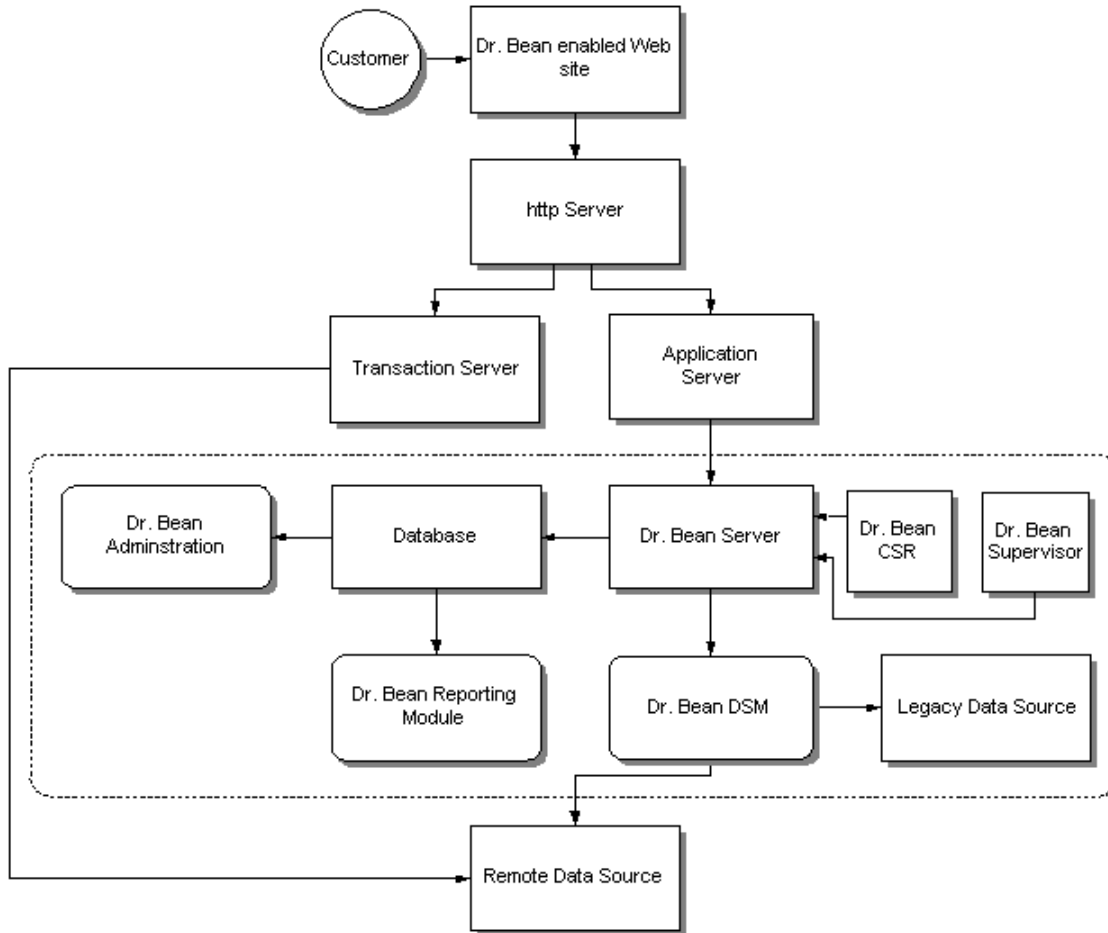 Customer
Dr. Bean enabled Web
site
http Server
Transaction Server
Application
Server
Dr. Bean
Adminstration
Database
Dr. Bean Server
Dr. Bean
CSR
Dr. Bean
Supervisor
Dr. Bean Reporting
Module
Dr. Bean DSM
Legacy Data Source
Remote Data Source